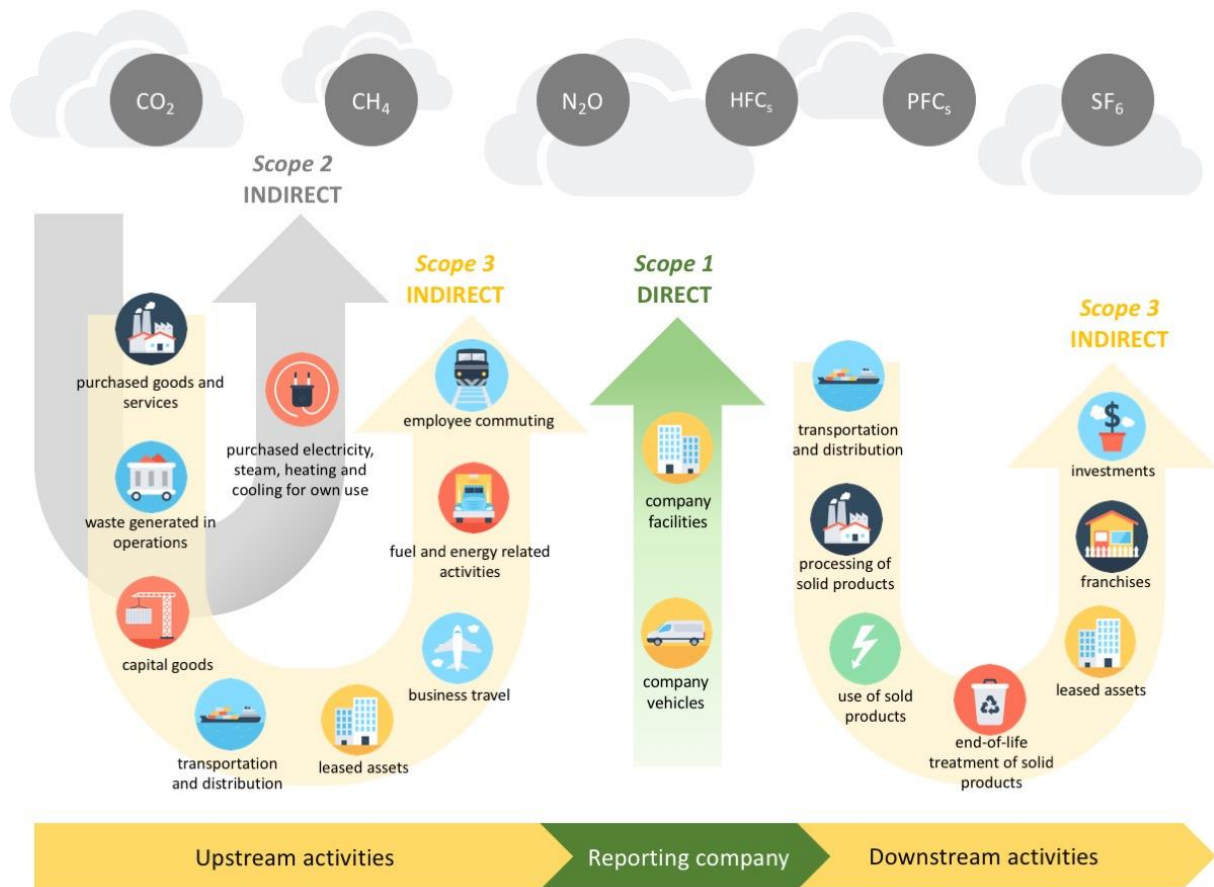 CO₂
CH₄
N₂O
HFCₛ
PFCₛ
SF₆
Scope 2
INDIRECT
Scope 3
INDIRECT
Scope 1
DIRECT
Scope 3
INDIRECT
purchased goods and
services
waste generated in
operations
capital goods
transportation
and distribution
leased assets
business travel
fuel and energy related
activities
employee commuting
purchased electricity,
steam, heating and
cooling for own use
company
facilities
company
vehicles
transportation
and distribution
processing of
solid products
use of sold
products
end-of-life
treatment of solid
products
leased assets
franchises
investments
Upstream activities
Reporting company
Downstream activities